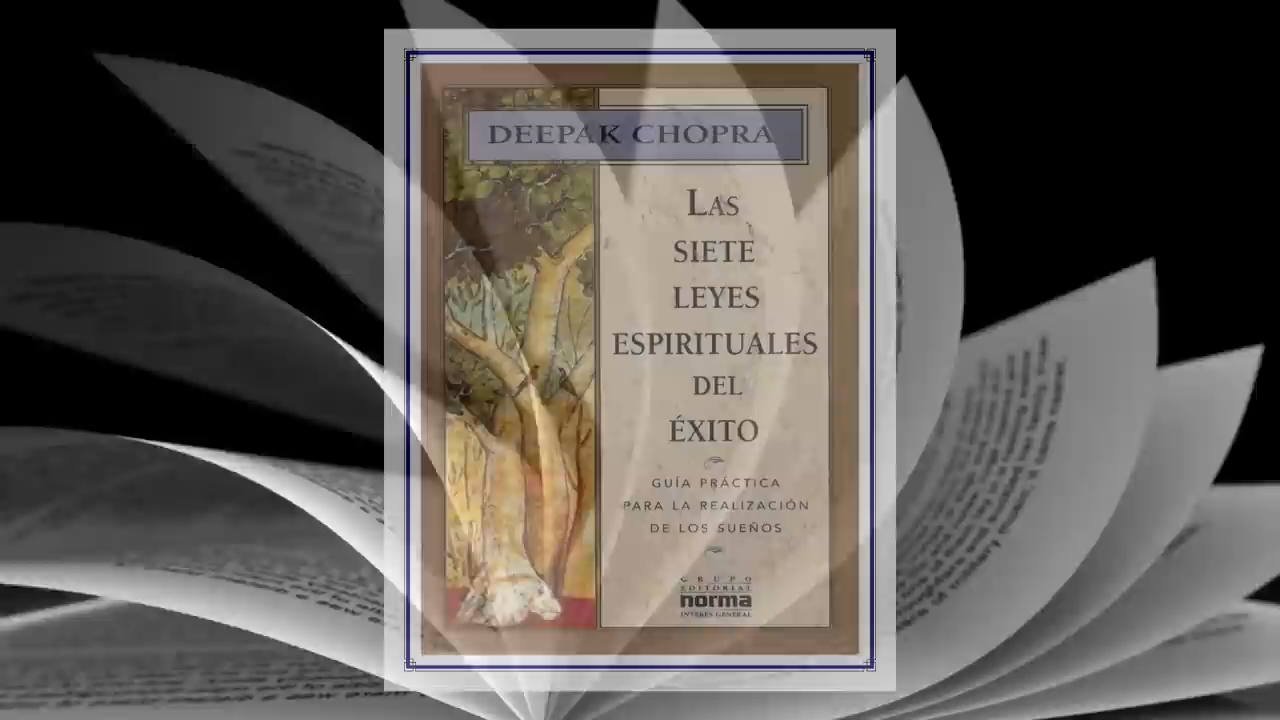 DEEPAK CHOPRA
LAS
SIETE
LEYES
ESPIRITUALES
DEL
ÉXITO
GUÍA PRÁCTICA
PARA LA REALIZACIÓN
DE LOS SUEÑOS
GRUPO
EDITORIAL
norma
INTERÉS GENERAL